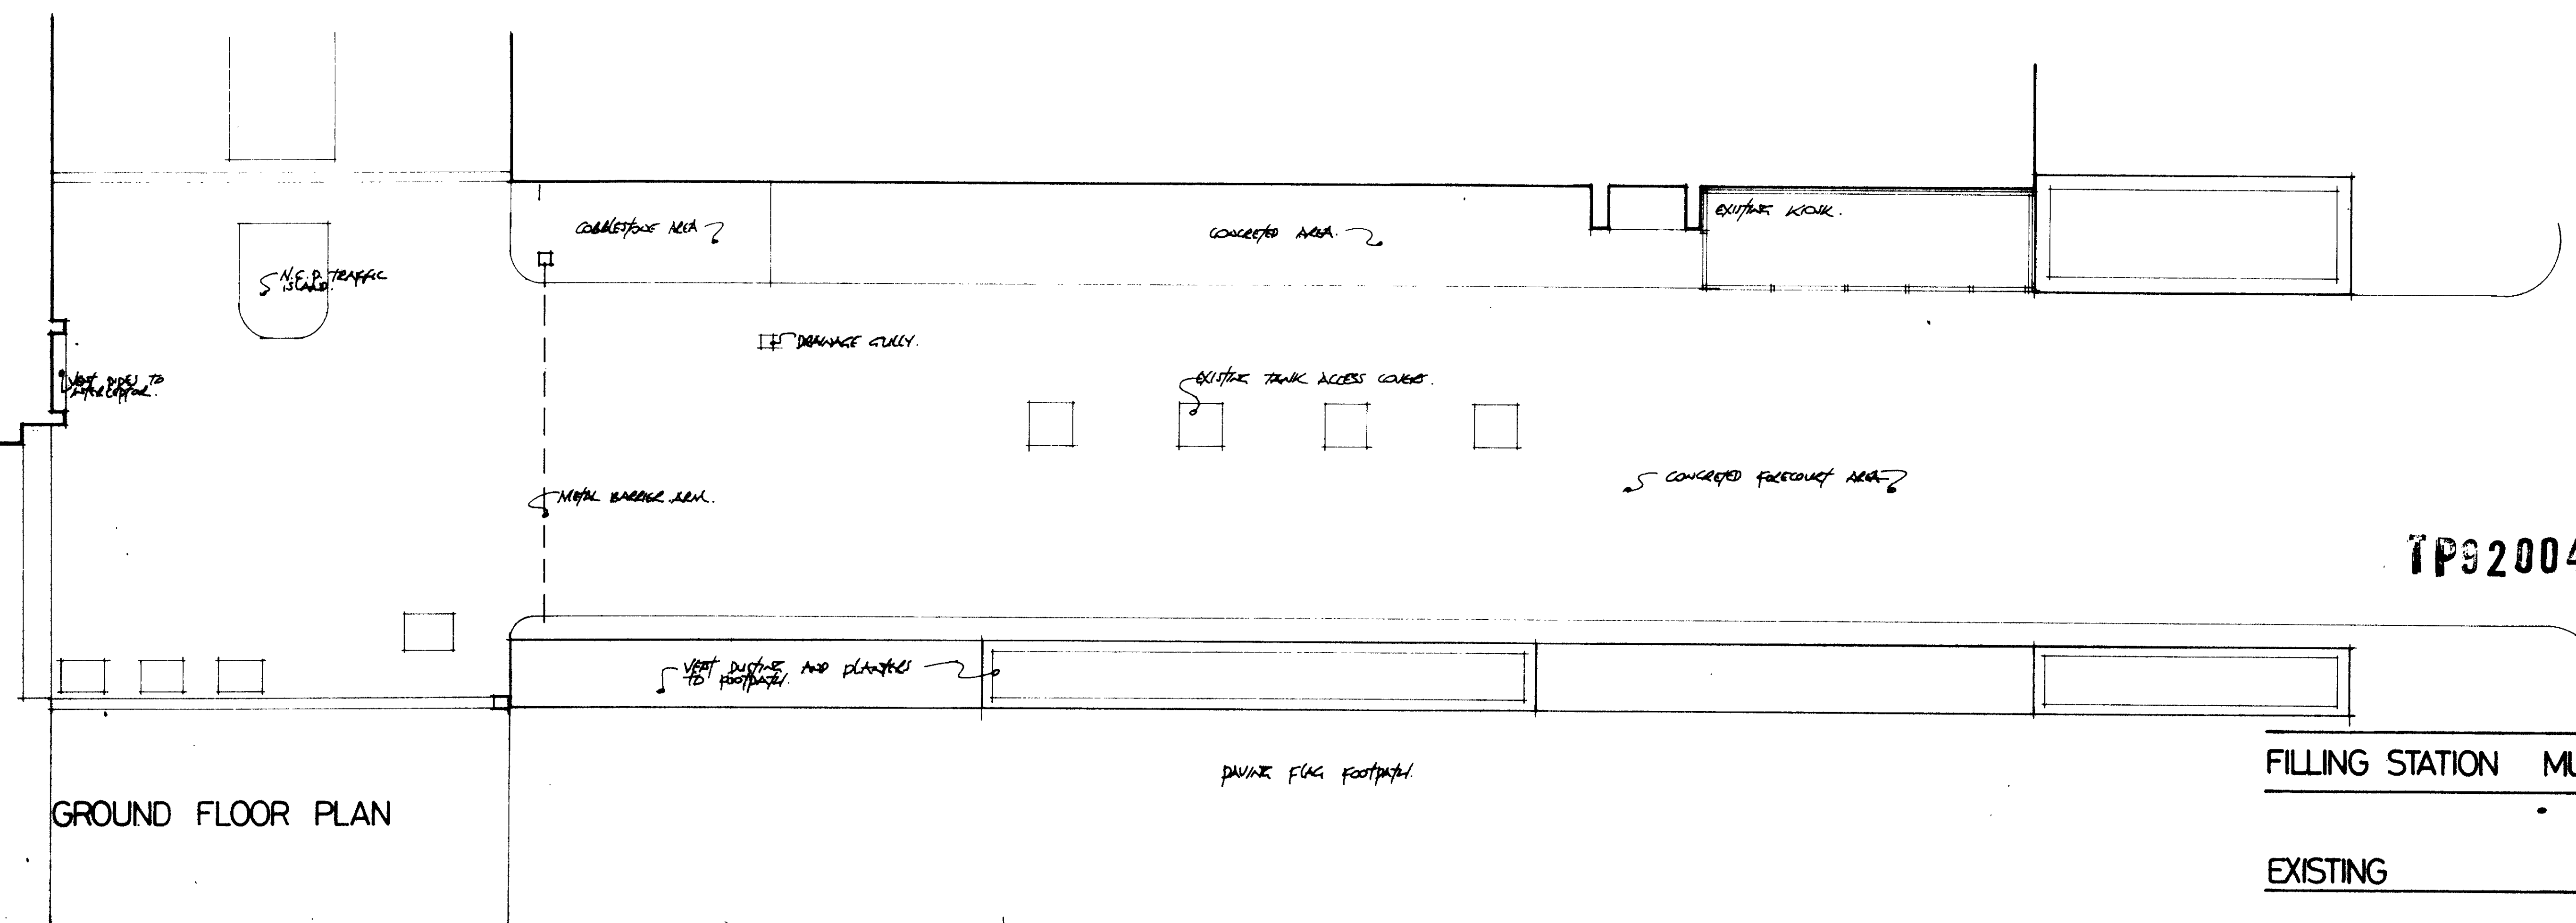 COBBLESTONE AREA
CONCRETED AREA.
EXISTING KIOSK.
N.C.P. TRAFFIC
ISLAND.
DRAINAGE GULLY.
VENT PIPES TO
INTERCEPTOR.
EXISTING TANK ACCESS COVERS.
METAL BARRIER ARM.
CONCRETED FORECOURT AREA
TP92004
VENT DUCTING AND PLANTERS
TO FOOTPATH.
PAVING FLAG FOOTPATH.
FILLING STATION MU
GROUND FLOOR PLAN
EXISTING